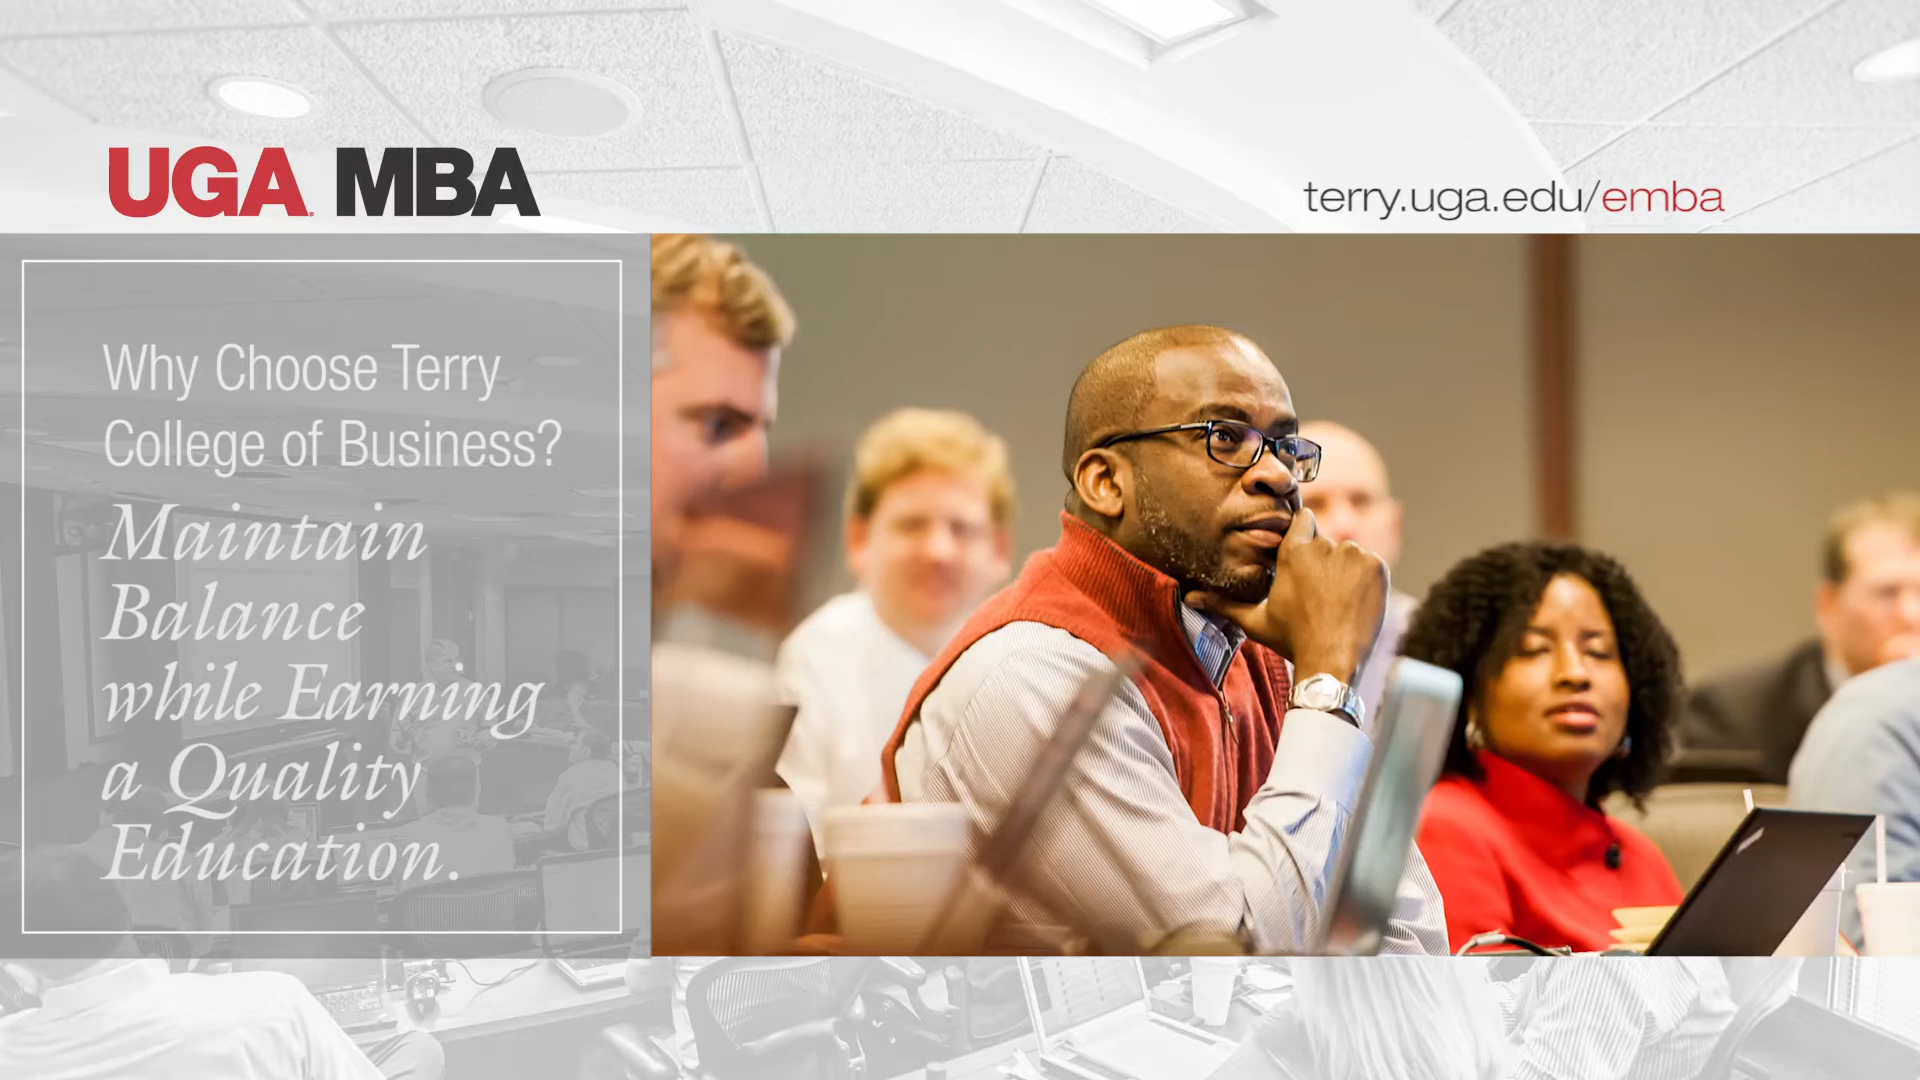 UGA MBA
terry.uga.edu/emba
Why Choose Terry
College of Business?
Maintain
Balance
while Earning
a Quality
Education.